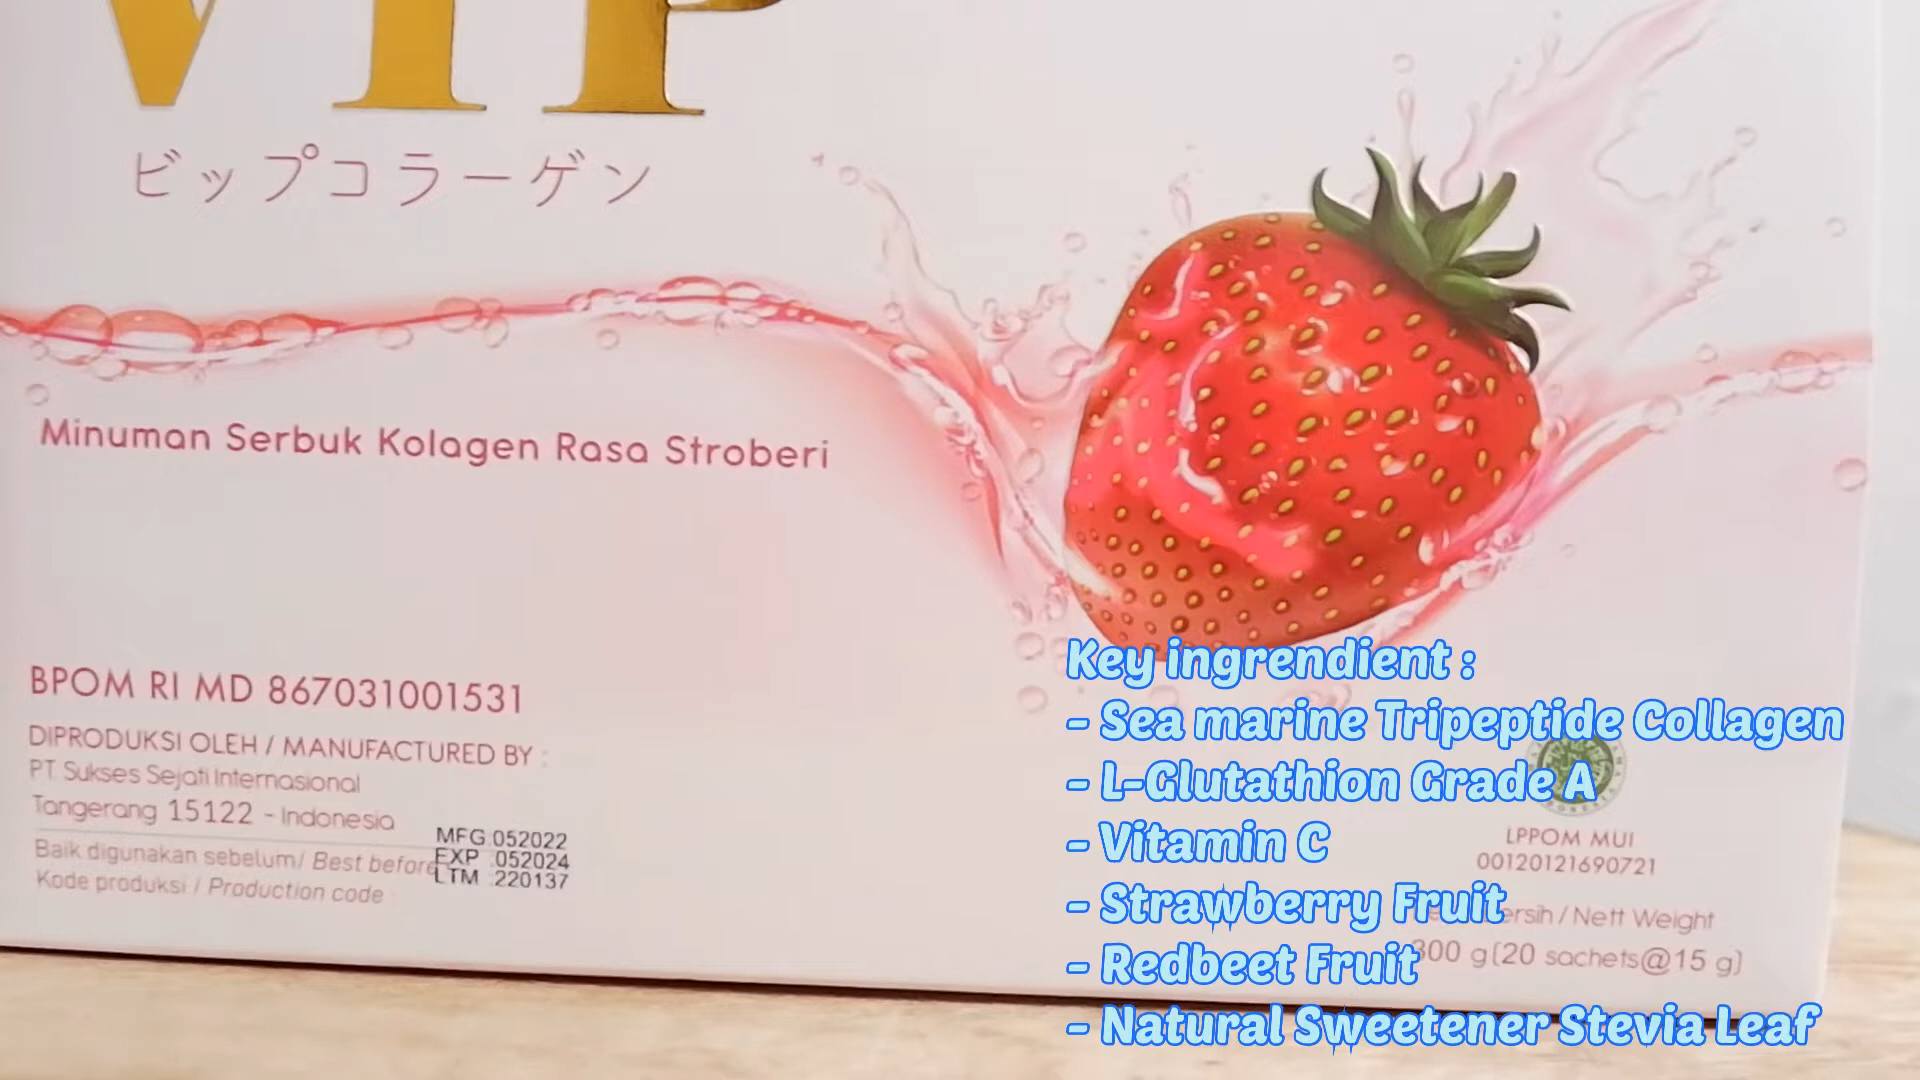 VIP
ビップコラーゲン
Minuman Serbuk Kolagen Rasa Stroberi
BPOM RI MD 867031001531
DIPRODUKSI OLEH / MANUFACTURED BY :
PT. Sukses Sejati Internasional
Tangerang 15122 - Indonesia
Baik digunakan sebelum/ Best before
Kode produksi / Production code
MFG 052022
EXP :052024
LTM :220137
Key ingrendient :
- Sea marine Tripeptide Collagen
- L-Glutathion Grade A
- Vitamin C
- Strawberry Fruit
- Redbeet Fruit
- Natural Sweetener Stevia Leaf
LPPOM MUI
00120121690721
/ Nett Weight
300 g(20 sachets@15 g)